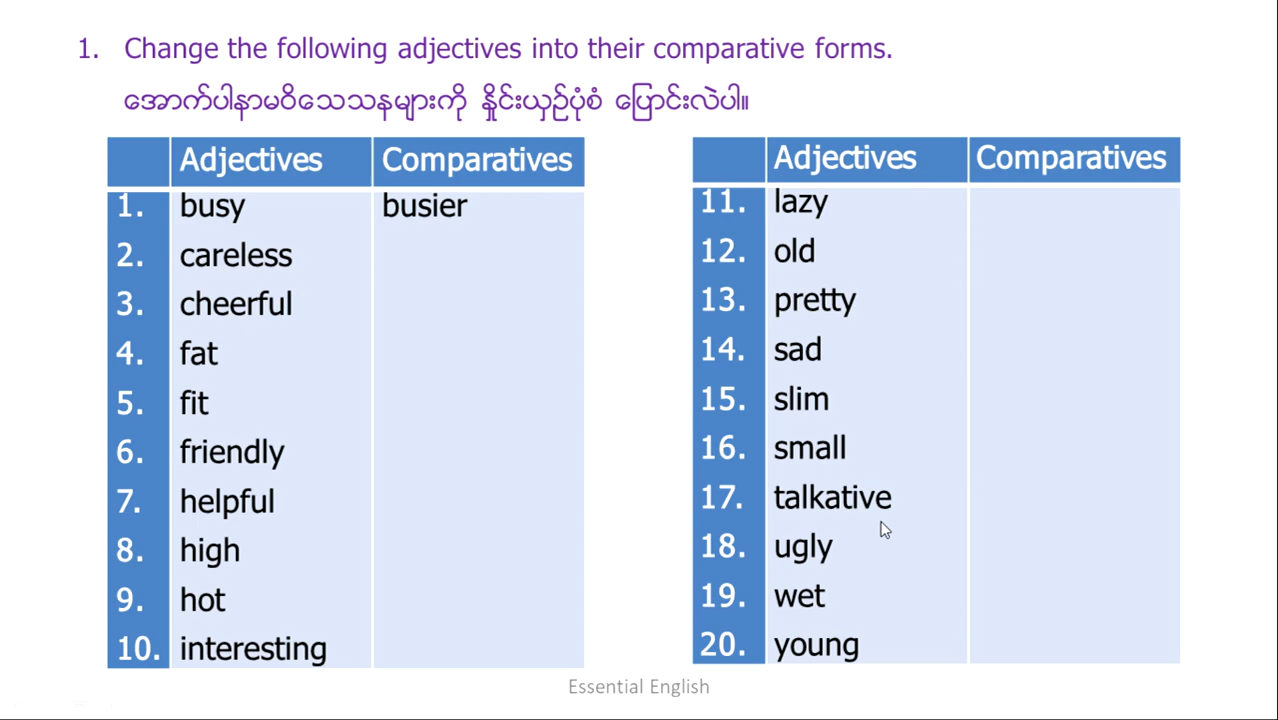 1. Change the following adjectives into their comparative forms.
အောက်ပါနာမဝိသေသနများကို နှိုင်းယှဉ်ပုံစံ ပြောင်းလဲပါ။
Adjectives Comparatives
1. busy busier
2. careless
3. cheerful
4. fat
5. fit
6. friendly
7. helpful
8. high
9. hot
10. interesting
Adjectives Comparatives
11. lazy
12. old
13. pretty
14. sad
15. slim
16. small
17. talkative
18. ugly
19. wet
20. young
Essential English